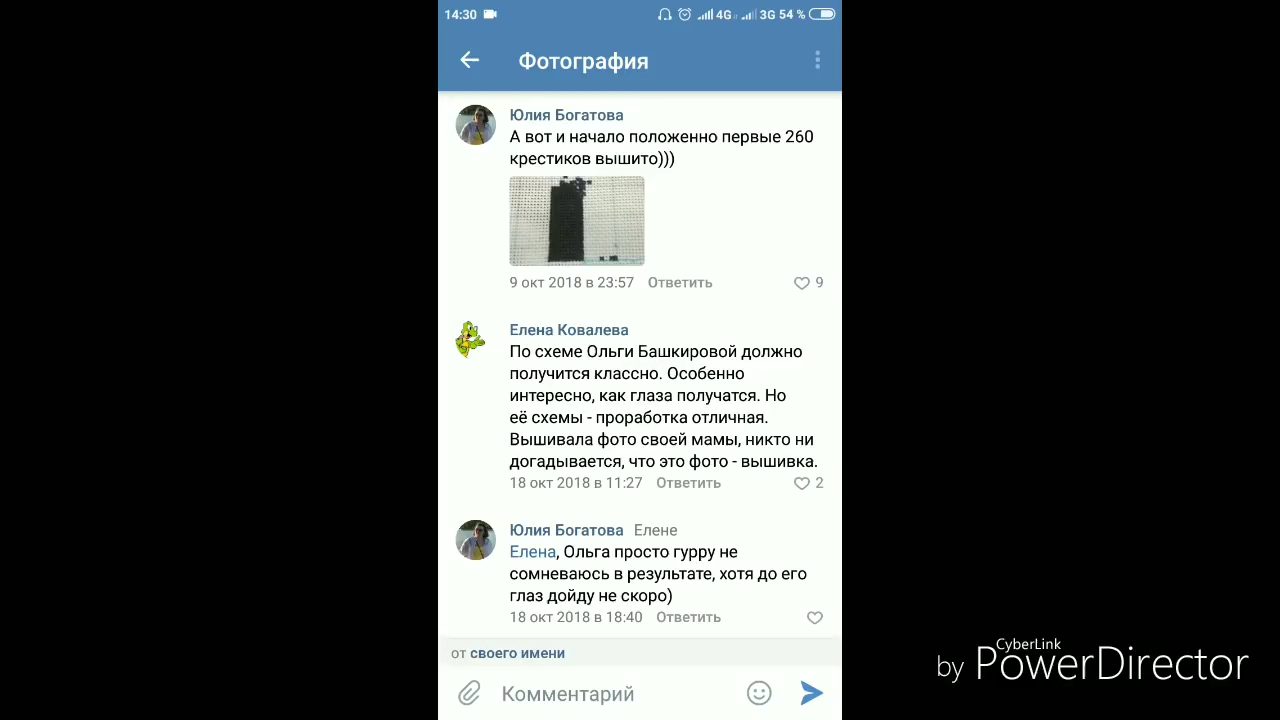 14:30 4G 3G 54 %
Фотография
Юлия Богатова
А вот и начало положенно первые 260
крестиков вышито)))
9 окт 2018 в 23:57 Ответить 9
Елена Ковалева
По схеме Ольги Башкировой должно
получится классно. Особенно
интересно, как глаза получатся. Но
её схемы - проработка отличная.
Вышивала фото своей мамы, никто ни
догадывается, что это фото - вышивка.
18 окт 2018 в 11:27 Ответить 2
Юлия Богатова Елене
Елена, Ольга просто гурру не
сомневаюсь в результате, хотя до его
глаз дойду не скоро)
18 окт 2018 в 18:40 Ответить
от своего имени
Комментарий
CyberLink
by PowerDirector